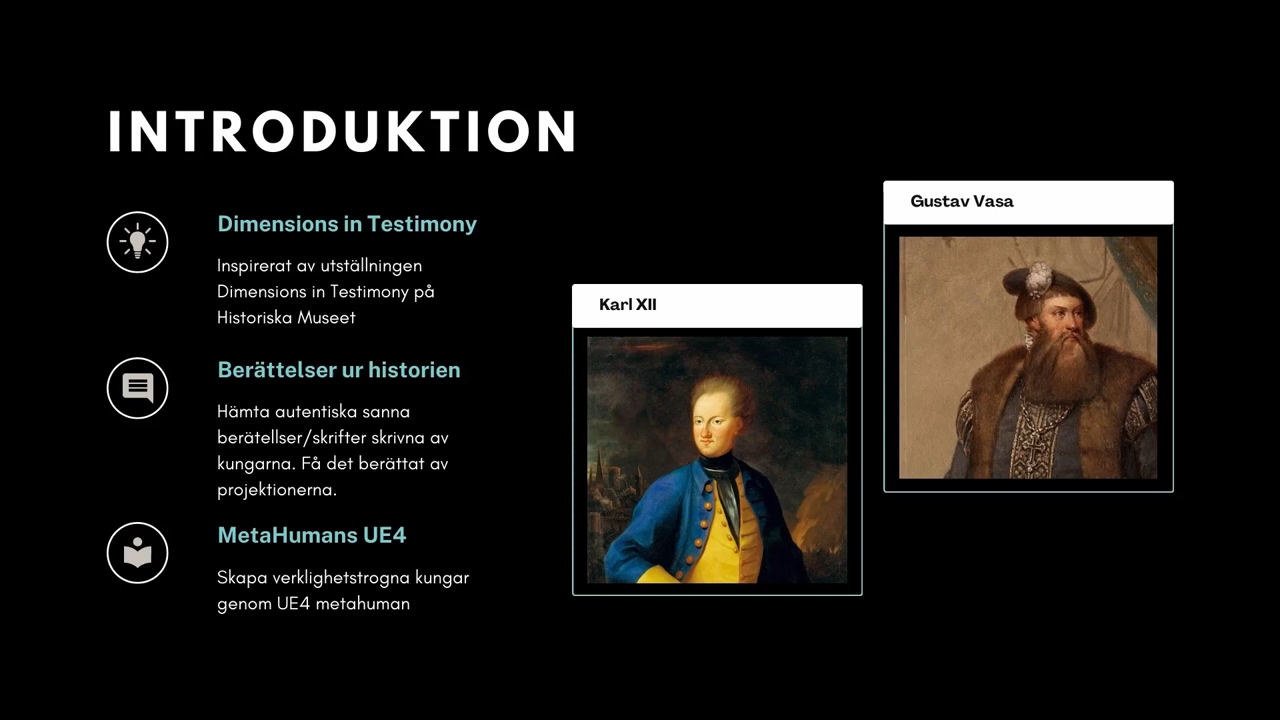 INTRODUKTION
Dimensions in Testimony
Inspirerat av utställningen
Dimensions in Testimony på
Historiska Museet
Berättelser ur historien
Hämta autentiska sanna
berätellser/skrifter skrivna av
kungarna. Få det berättat av
projektionerna.
MetaHumans UE4
Skapa verklighetstrogna kungar
genom UE4 metahuman
Karl XII
Gustav Vasa